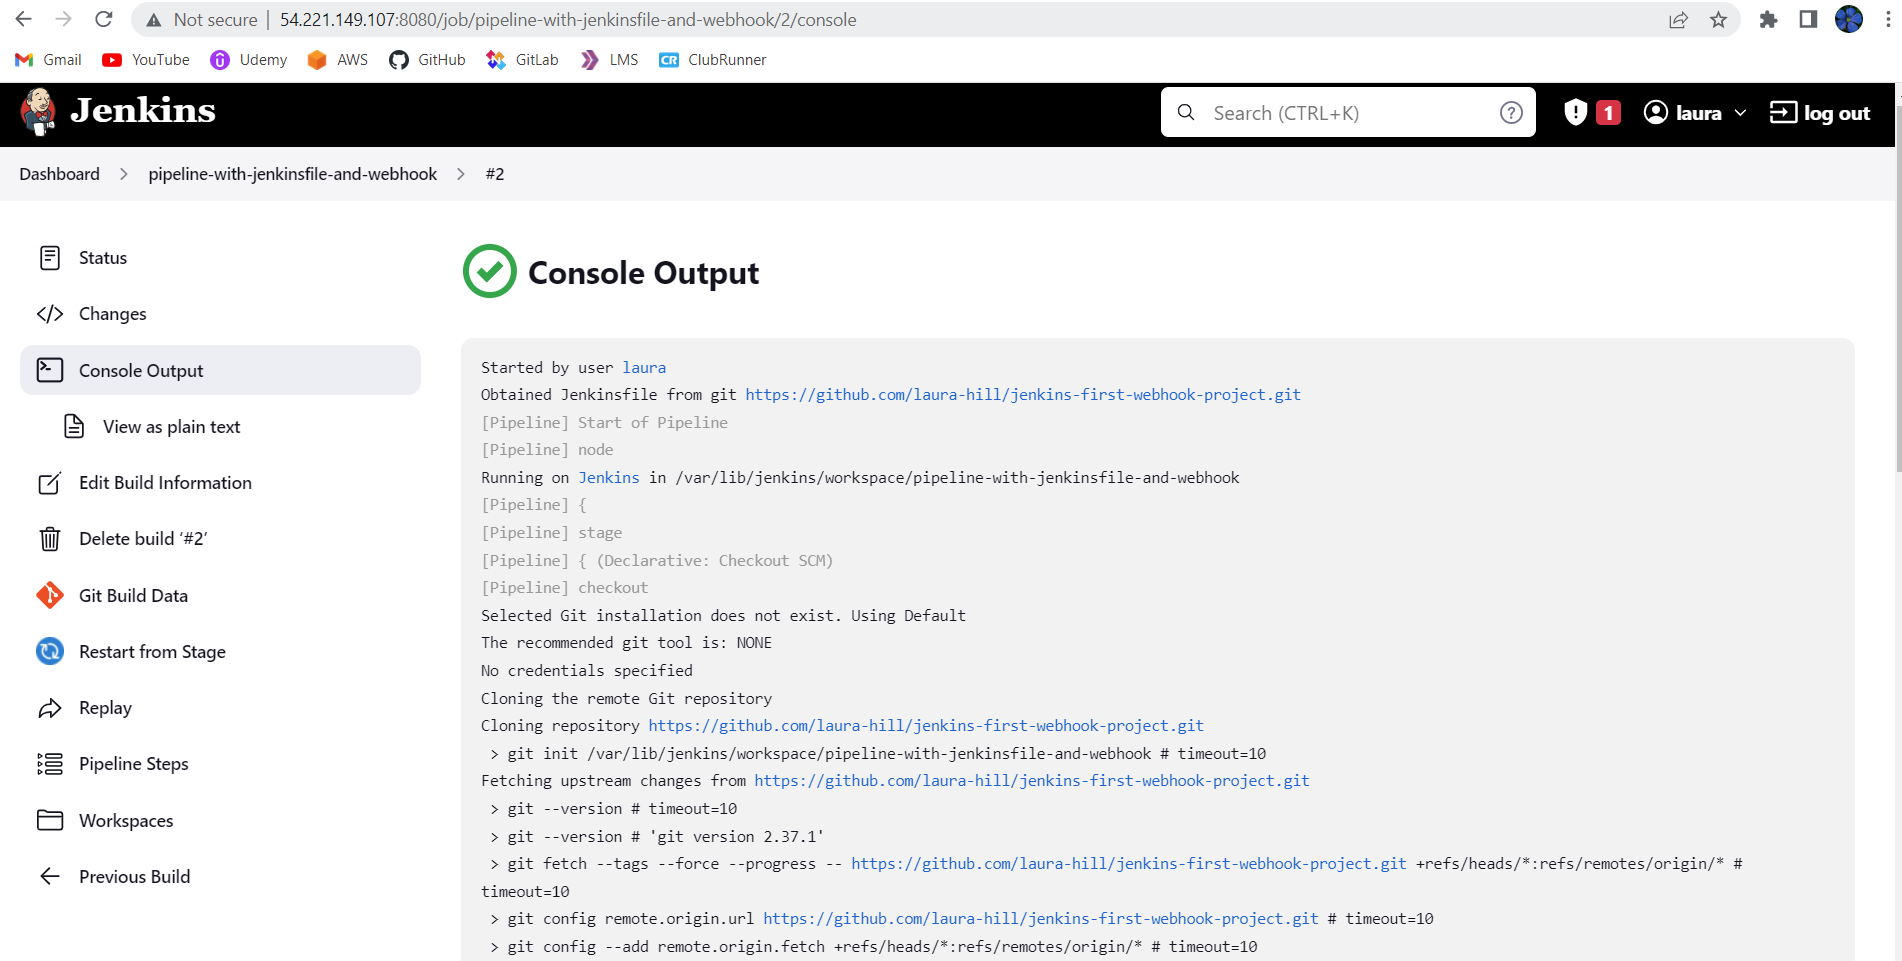 Not secure | 54.221.149.107:8080/job/pipeline-with-jenkinsfile-and-webhook/2/console
Gmail YouTube Udemy AWS GitHub GitLab LMS CR ClubRunner
Jenkins Search (CTRL+K) ? 1 laura log out
Dashboard > pipeline-with-jenkinsfile-and-webhook > #2
Status
Changes
Console Output
View as plain text
Edit Build Information
Delete build ‘#2’
Git Build Data
Restart from Stage
Replay
Pipeline Steps
Workspaces
Previous Build
Console Output
Started by user laura
Obtained Jenkinsfile from git https://github.com/laura-hill/jenkins-first-webhook-project.git
[Pipeline] Start of Pipeline
[Pipeline] node
Running on Jenkins in /var/lib/jenkins/workspace/pipeline-with-jenkinsfile-and-webhook
[Pipeline] {
[Pipeline] stage
[Pipeline] { (Declarative: Checkout SCM)
[Pipeline] checkout
Selected Git installation does not exist. Using Default
The recommended git tool is: NONE
No credentials specified
Cloning the remote Git repository
Cloning repository https://github.com/laura-hill/jenkins-first-webhook-project.git
> git init /var/lib/jenkins/workspace/pipeline-with-jenkinsfile-and-webhook # timeout=10
Fetching upstream changes from https://github.com/laura-hill/jenkins-first-webhook-project.git
> git --version # timeout=10
> git --version # 'git version 2.37.1'
> git fetch --tags --force --progress -- https://github.com/laura-hill/jenkins-first-webhook-project.git +refs/heads/*:refs/remotes/origin/* #
timeout=10
> git config remote.origin.url https://github.com/laura-hill/jenkins-first-webhook-project.git # timeout=10
> git config --add remote.origin.fetch +refs/heads/*:refs/remotes/origin/* # timeout=10